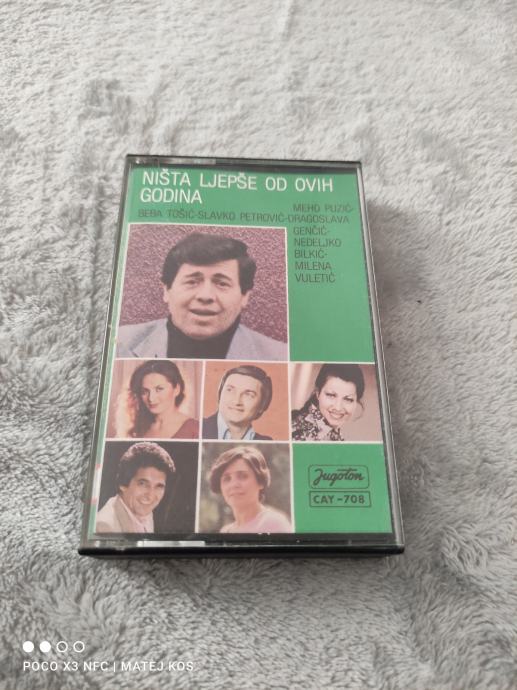 NIŠTA LJEPŠE OD OVIH
GODINA
MEHO PUZIĆ-
BEBA TOŠIĆ-SLAVKO PETROVIĆ-DRAGOSLAVA
GENČIĆ-
NEDELJKO
BILKIĆ-
MILENA
VULETIĆ
Jugoton
CAY-708
POCO X3 NFC | MATEJ KOS